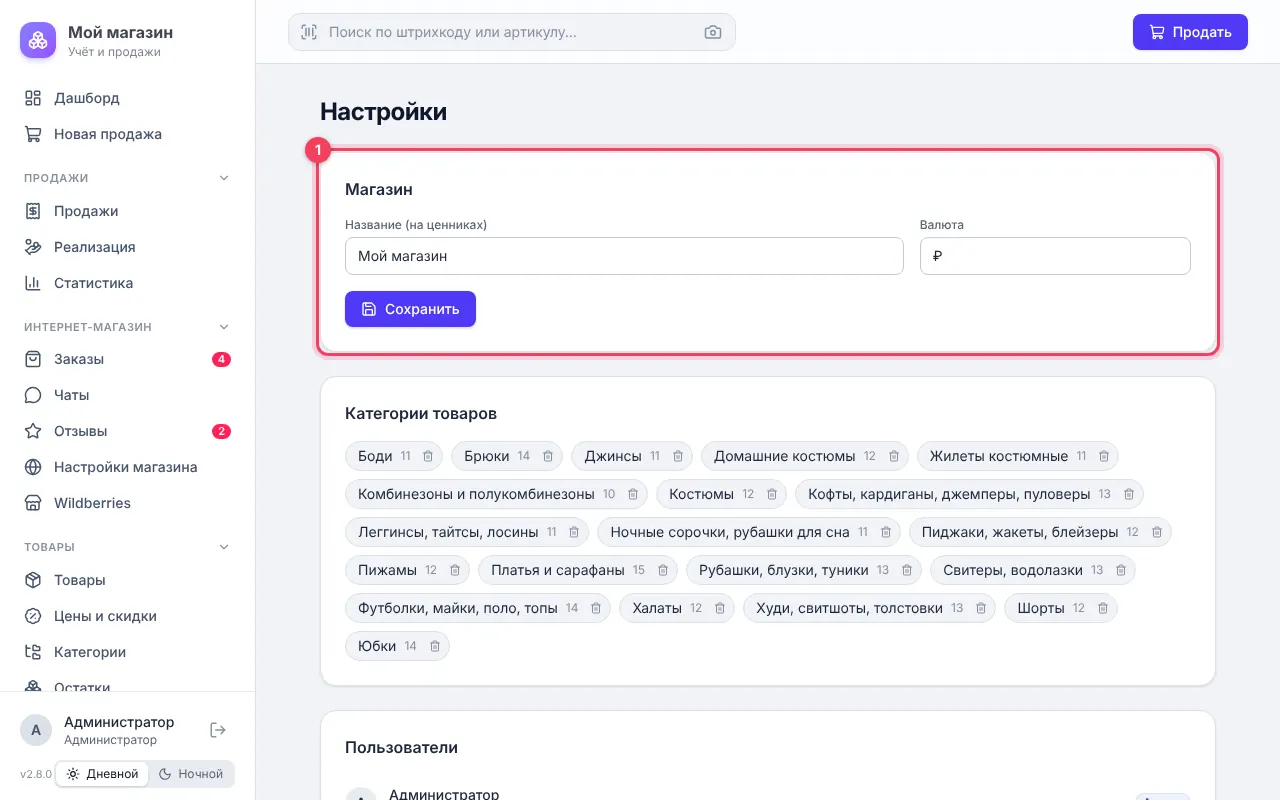 Мой магазин
Учёт и продажи
Поиск по штрихкоду или артикулу...
Продать
Дашборд
Новая продажа
ПРОДАЖИ
Продажи
Реализация
Статистика
ИНТЕРНЕТ-МАГАЗИН
Заказы 4
Чаты
Отзывы 2
Настройки магазина
Wildberries
ТОВАРЫ
Товары
Цены и скидки
Категории
Остатки
А Администратор
Администратор
v2.8.0 Дневной Ночной
Настройки
1
Магазин
Название (на ценниках) Валюта
Мой магазин ₽
Сохранить
Категории товаров
Боди 11 Брюки 14 Джинсы 11 Домашние костюмы 12 Жилеты костюмные 11
Комбинезоны и полукомбинезоны 10 Костюмы 12 Кофты, кардиганы, джемперы, пуловеры 13
Леггинсы, тайтсы, лосины 11 Ночные сорочки, рубашки для сна 11 Пиджаки, жакеты, блейзеры 12
Пижамы 12 Платья и сарафаны 15 Рубашки, блузки, туники 13 Свитеры, водолазки 13
Футболки, майки, поло, топы 14 Халаты 12 Худи, свитшоты, толстовки 13 Шорты 12
Юбки 14
Пользователи
Администратор